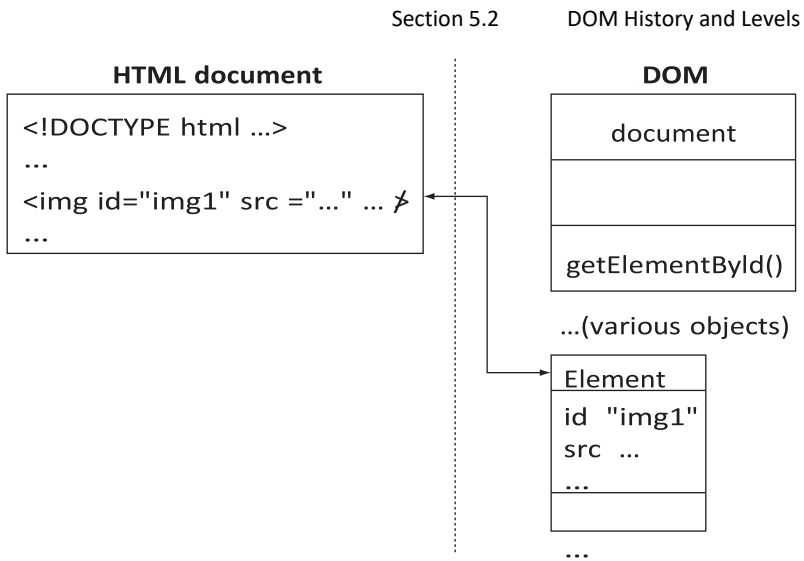 Section 5.2 DOM History and Levels
HTML document
<!DOCTYPE html ...>
...
<img id="img1" src ="..." ... />
...
DOM
document
getElementById()
...(various objects)
Element
id "img1"
src ...
...
...